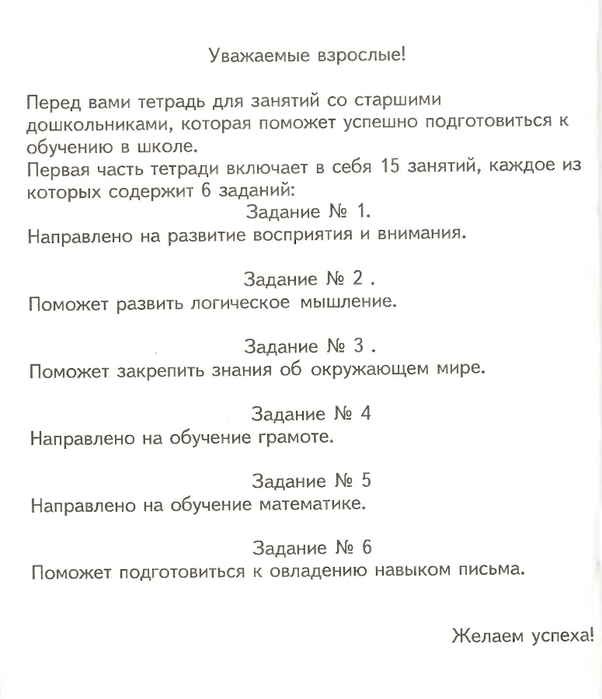 Уважаемые взрослые!
Перед вами тетрадь для занятий со старшими
дошкольниками, которая поможет успешно подготовиться к
обучению в школе.
Первая часть тетради включает в себя 15 занятий, каждое из
которых содержит 6 заданий:
Задание № 1.
Направлено на развитие восприятия и внимания.
Задание № 2 .
Поможет развить логическое мышление.
Задание № 3 .
Поможет закрепить знания об окружающем мире.
Задание № 4
Направлено на обучение грамоте.
Задание № 5
Направлено на обучение математике.
Задание № 6
Поможет подготовиться к овладению навыком письма.
Желаем успеха!